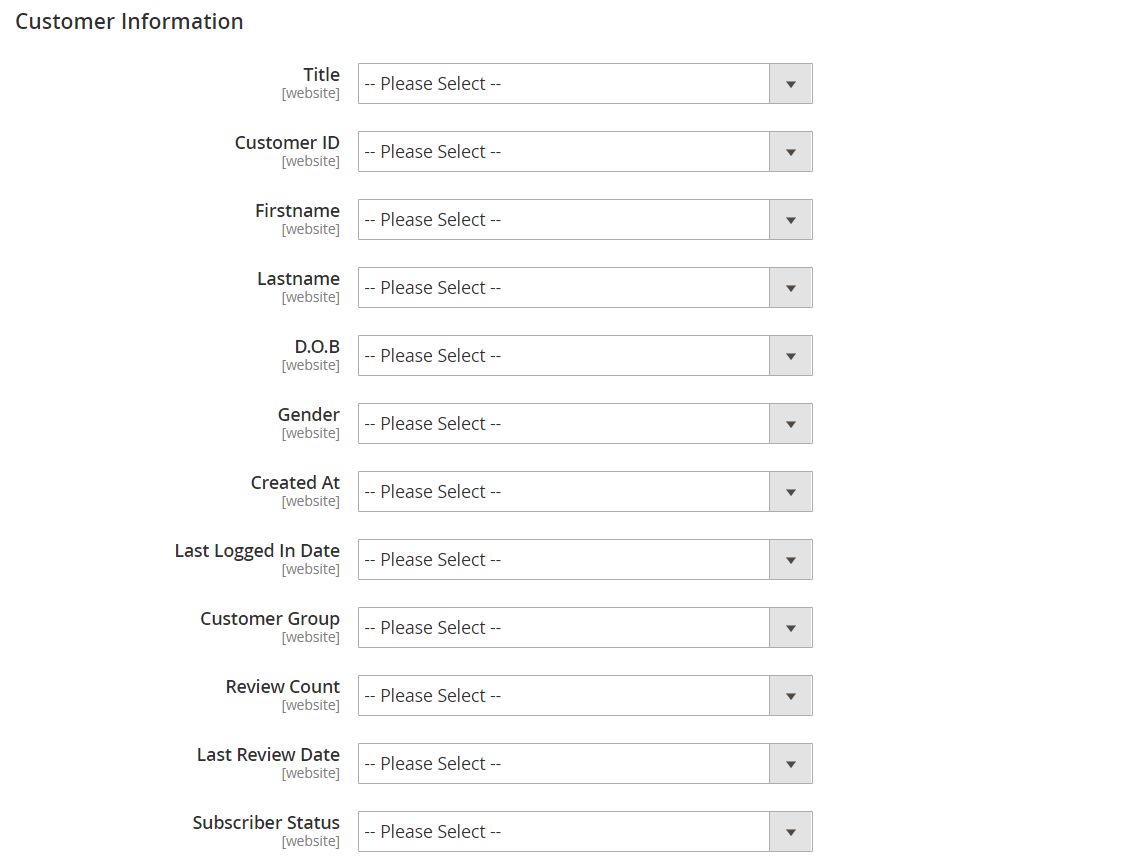 Customer Information
Title
[website]
-- Please Select --
Customer ID
[website]
-- Please Select --
Firstname
[website]
-- Please Select --
Lastname
[website]
-- Please Select --
D.O.B
[website]
-- Please Select --
Gender
[website]
-- Please Select --
Created At
[website]
-- Please Select --
Last Logged In Date
[website]
-- Please Select --
Customer Group
[website]
-- Please Select --
Review Count
[website]
-- Please Select --
Last Review Date
[website]
-- Please Select --
Subscriber Status
[website]
-- Please Select --